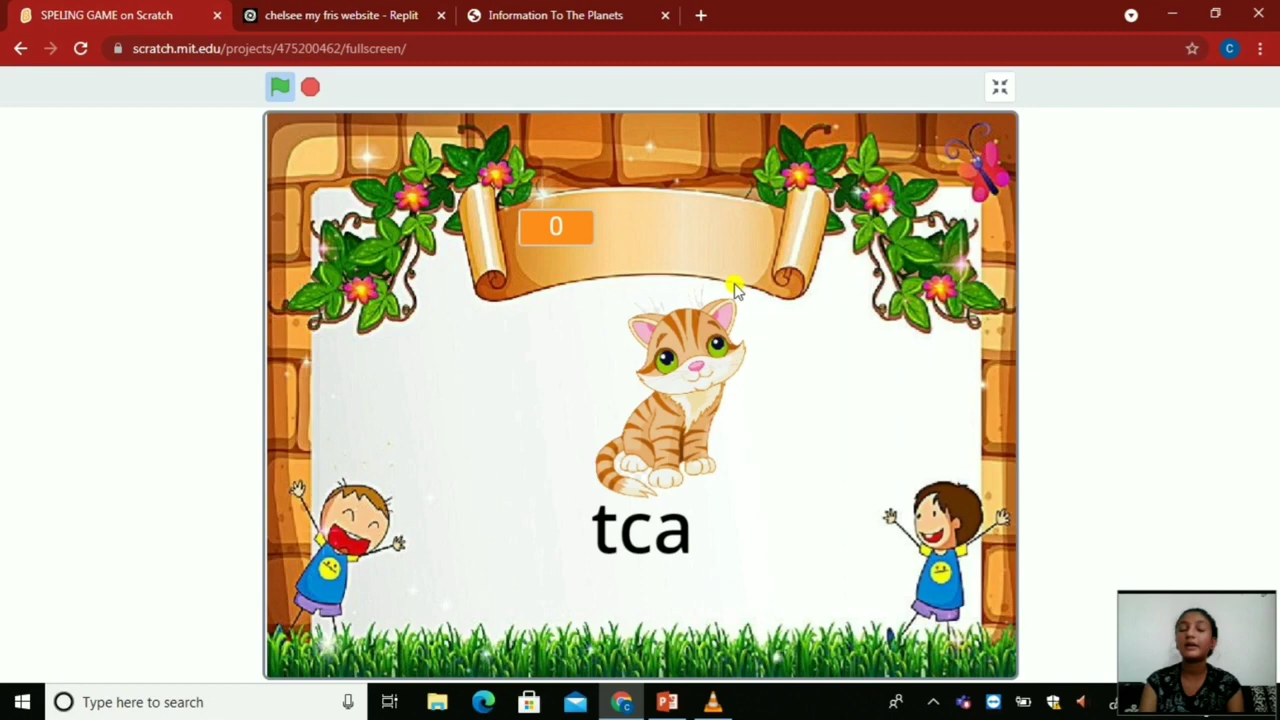 SPELING GAME on Scratch
chelsee my fris website - Replit
Information To The Planets
scratch.mit.edu/projects/475200462/fullscreen/
C
0
tca
Type here to search